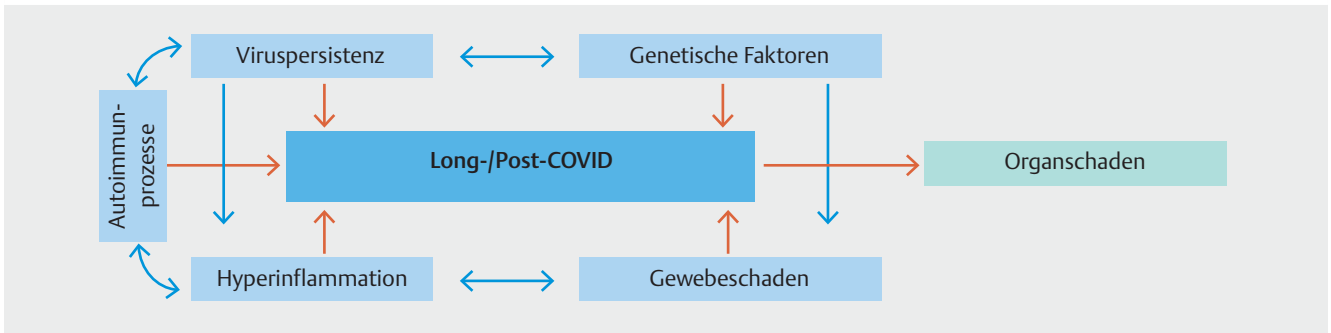 Viruspersistenz
Genetische Faktoren
Autoimmun-
prozesse
Long-/Post-COVID
Organschaden
Hyperinflammation
Gewebeschaden